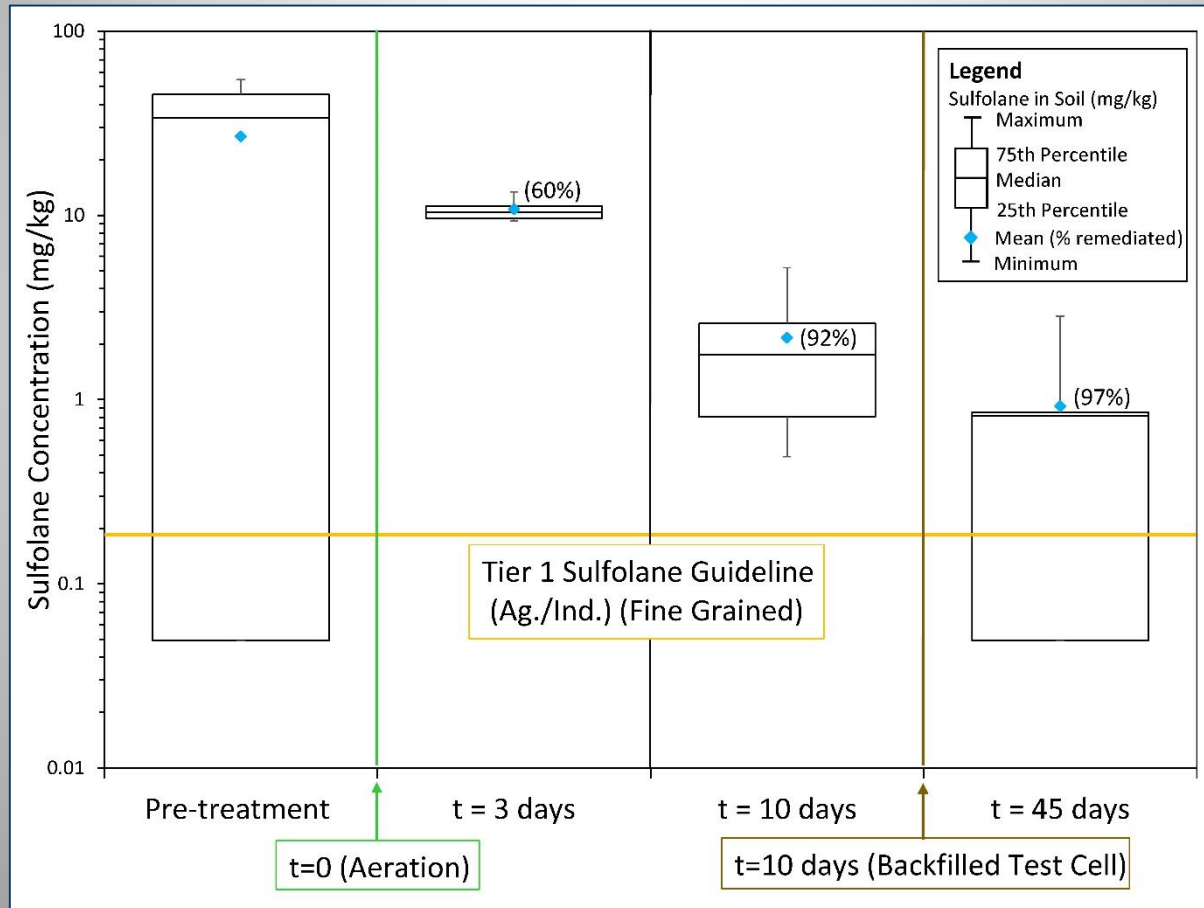 Sulfolane Concentration (mg/kg)
100
10
1
0.1
0.01
Legend
Sulfolane in Soil (mg/kg)
Maximum
75th Percentile
Median
25th Percentile
Mean (% remediated)
Minimum
(60%)
(92%)
(97%)
Tier 1 Sulfolane Guideline
(Ag./Ind.) (Fine Grained)
Pre-treatment
t = 3 days
t = 10 days
t = 45 days
t=0 (Aeration)
t=10 days (Backfilled Test Cell)